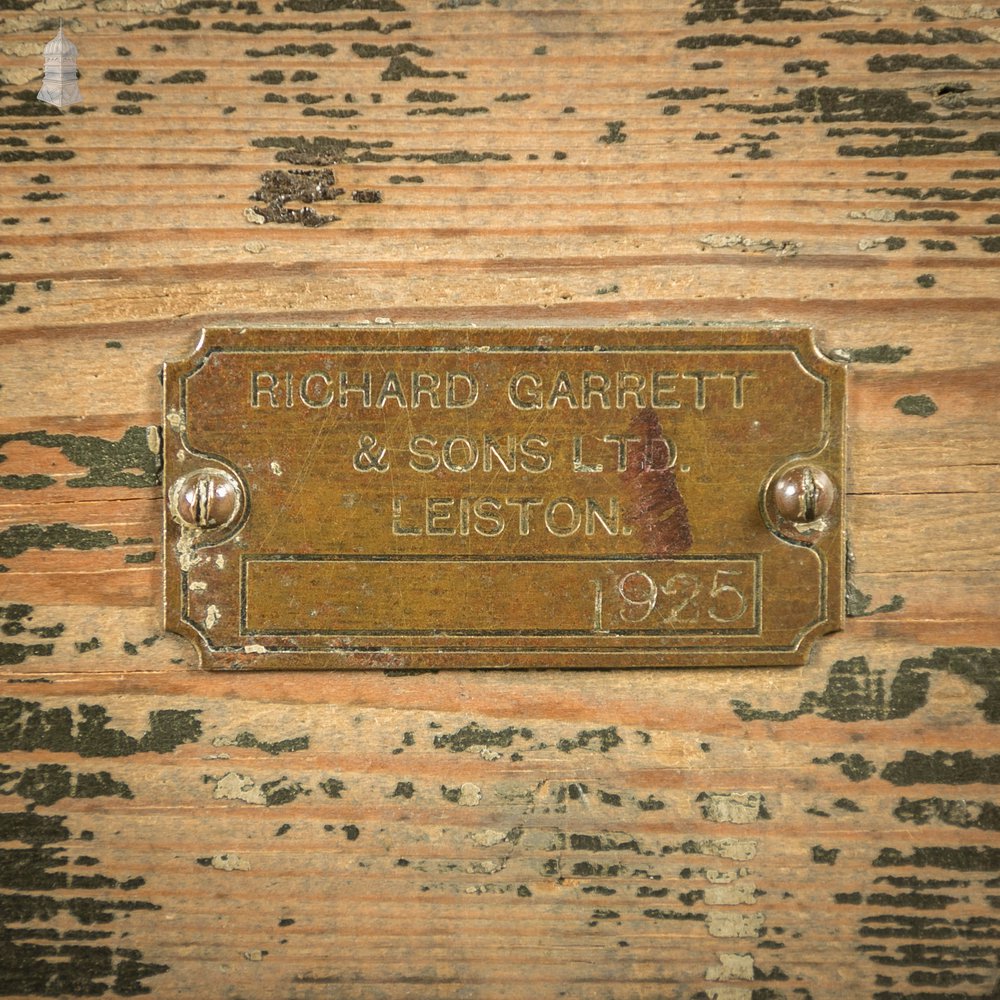 RICHARD GARRETT
& SONS LTD.
LEISTON.
1925